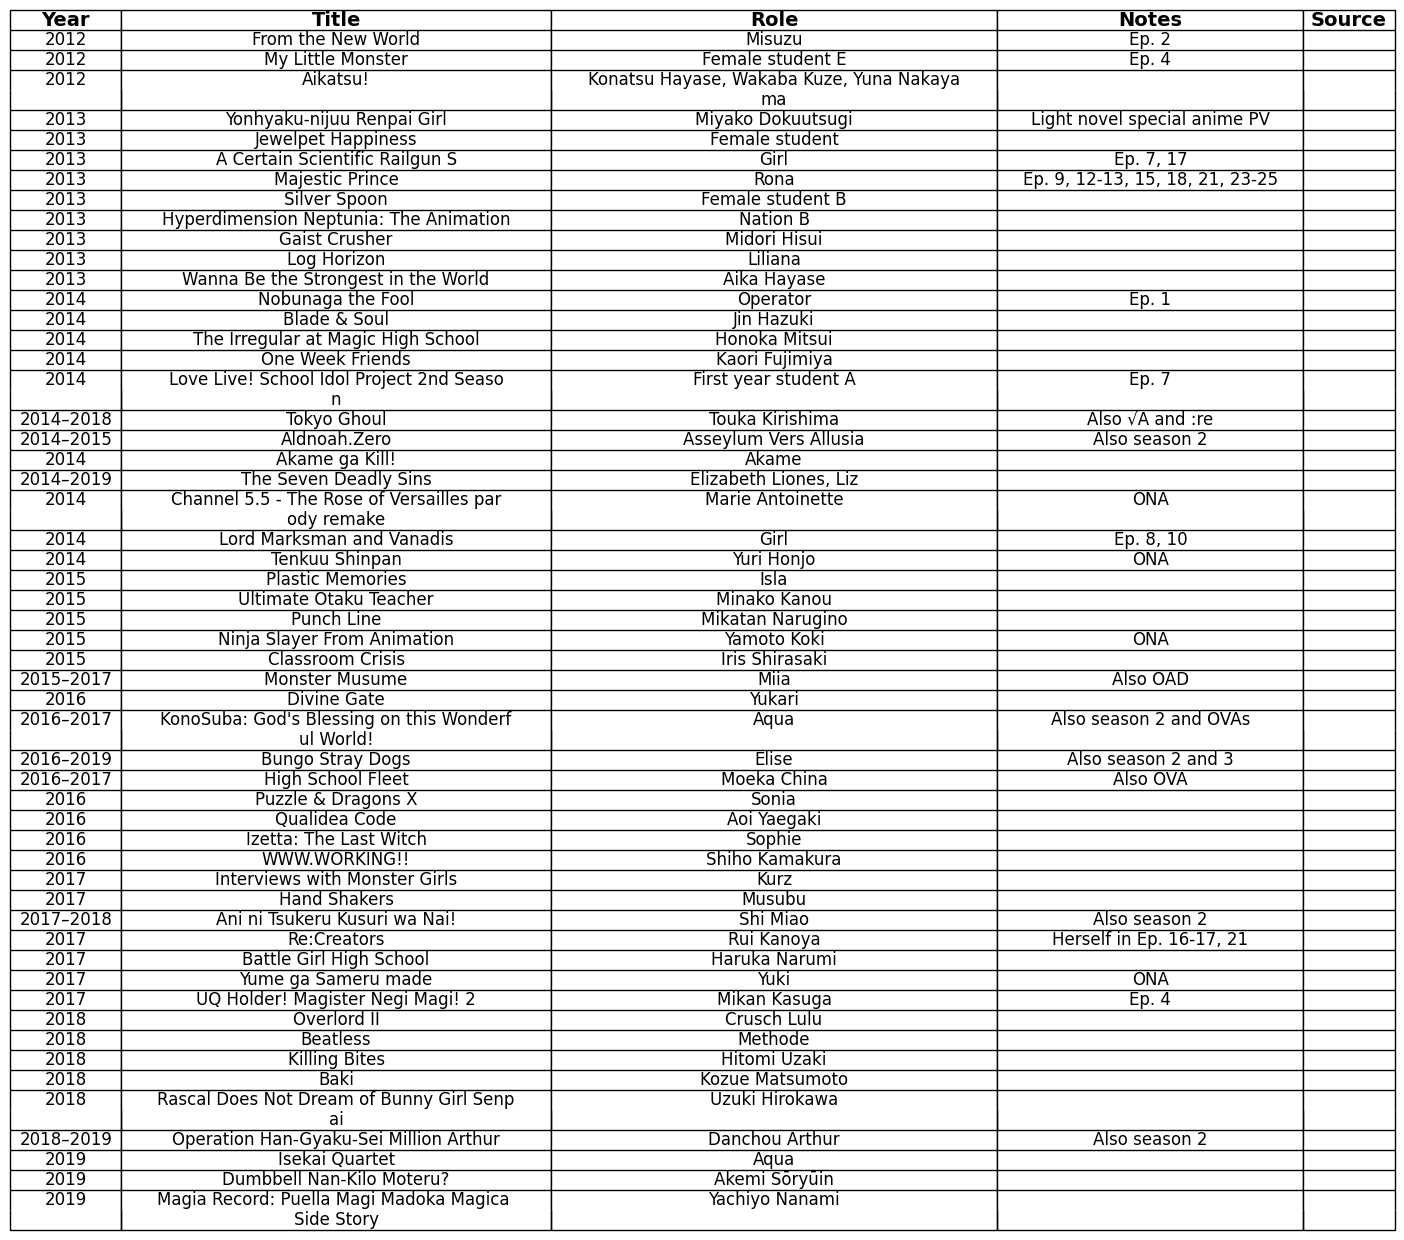 Year Title Role Notes Source
2012 From the New World Misuzu Ep. 2
2012 My Little Monster Female student E Ep. 4
2012 Aikatsu! Konatsu Hayase, Wakaba Kuze, Yuna Nakaya
ma
2013 Yonhyaku-nijuu Renpai Girl Miyako Dokuutsugi Light novel special anime PV
2013 Jewelpet Happiness Female student
2013 A Certain Scientific Railgun S Girl Ep. 7, 17
2013 Majestic Prince Rona Ep. 9, 12-13, 15, 18, 21, 23-25
2013 Silver Spoon Female student B
2013 Hyperdimension Neptunia: The Animation Nation B
2013 Gaist Crusher Midori Hisui
2013 Log Horizon Liliana
2013 Wanna Be the Strongest in the World Aika Hayase
2014 Nobunaga the Fool Operator Ep. 1
2014 Blade & Soul Jin Hazuki
2014 The Irregular at Magic High School Honoka Mitsui
2014 One Week Friends Kaori Fujimiya
2014 Love Live! School Idol Project 2nd Seaso First year student A Ep. 7
n
2014–2018 Tokyo Ghoul Touka Kirishima Also √A and :re
2014–2015 Aldnoah.Zero Asseylum Vers Allusia Also season 2
2014 Akame ga Kill! Akame
2014–2019 The Seven Deadly Sins Elizabeth Liones, Liz
2014 Channel 5.5 - The Rose of Versailles par Marie Antoinette ONA
ody remake
2014 Lord Marksman and Vanadis Girl Ep. 8, 10
2014 Tenkuu Shinpan Yuri Honjo ONA
2015 Plastic Memories Isla
2015 Ultimate Otaku Teacher Minako Kanou
2015 Punch Line Mikatan Narugino
2015 Ninja Slayer From Animation Yamoto Koki ONA
2015 Classroom Crisis Iris Shirasaki
2015–2017 Monster Musume Miia Also OAD
2016 Divine Gate Yukari
2016–2017 KonoSuba: God's Blessing on this Wonderf Aqua Also season 2 and OVAs
ul World!
2016–2019 Bungo Stray Dogs Elise Also season 2 and 3
2016–2017 High School Fleet Moeka China Also OVA
2016 Puzzle & Dragons X Sonia
2016 Qualidea Code Aoi Yaegaki
2016 Izetta: The Last Witch Sophie
2016 WWW.WORKING!! Shiho Kamakura
2017 Interviews with Monster Girls Kurz
2017 Hand Shakers Musubu
2017–2018 Ani ni Tsukeru Kusuri wa Nai! Shi Miao Also season 2
2017 Re:Creators Rui Kanoya Herself in Ep. 16-17, 21
2017 Battle Girl High School Haruka Narumi
2017 Yume ga Sameru made Yuki ONA
2017 UQ Holder! Magister Negi Magi! 2 Mikan Kasuga Ep. 4
2018 Overlord II Crusch Lulu
2018 Beatless Methode
2018 Killing Bites Hitomi Uzaki
2018 Baki Kozue Matsumoto
2018 Rascal Does Not Dream of Bunny Girl Senp Uzuki Hirokawa
ai
2018–2019 Operation Han-Gyaku-Sei Million Arthur Danchou Arthur Also season 2
2019 Isekai Quartet Aqua
2019 Dumbbell Nan-Kilo Moteru? Akemi Sōryūin
2019 Magia Record: Puella Magi Madoka Magica Yachiyo Nanami
Side Story